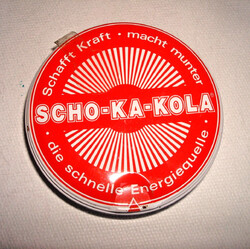 Schafft Kraft · macht munter
SCHO-KA-KOLA®
· die schnelle Energiequelle ·